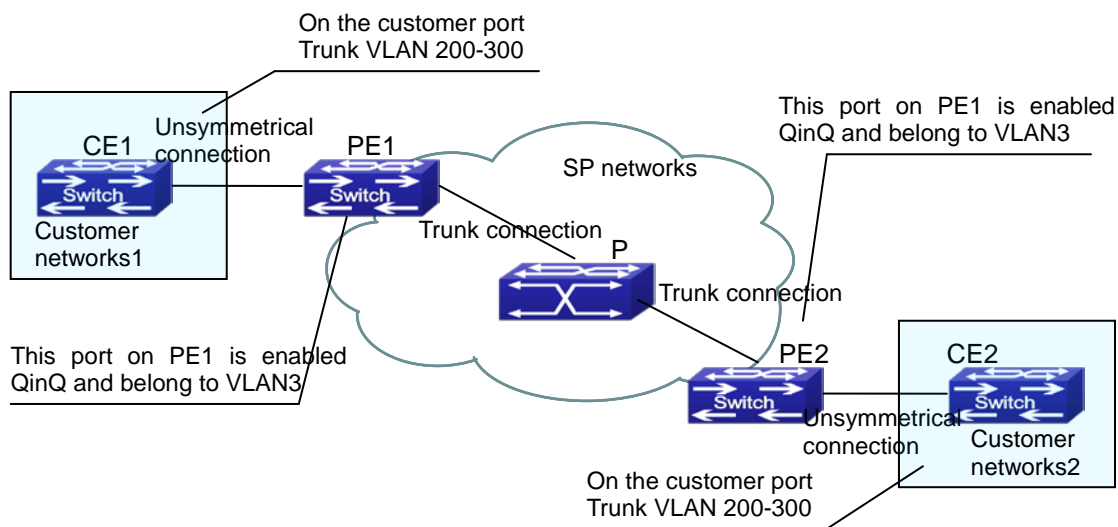 On the customer port
Trunk VLAN 200-300
This port on PE1 is enabled
QinQ and belong to VLAN3
Unsymmetrical
connection
CE1
PE1
SP networks
Switch
Switch
Customer
networks1
Trunk connection
P
Trunk connection
This port on PE1 is enabled
QinQ and belong to VLAN3
PE2
CE2
Switch
Switch
Unsymmetrical
connection
Customer
networks2
On the customer port
Trunk VLAN 200-300